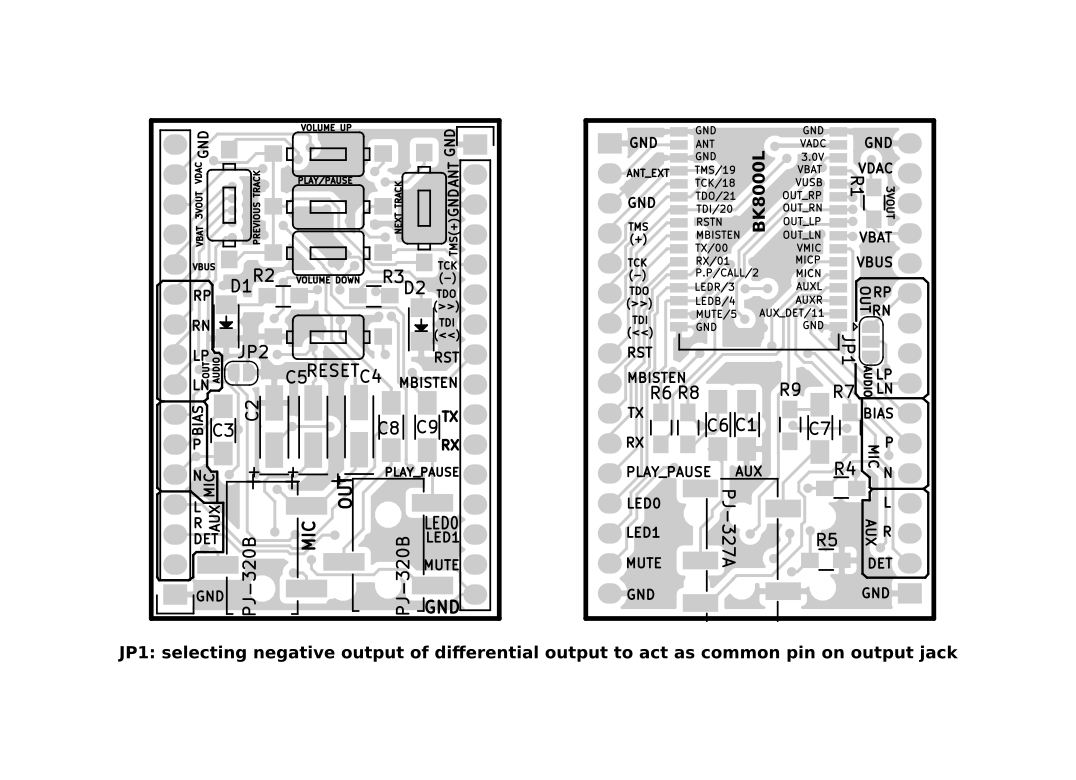 VOLUME UP
GND
GND
VDAC
PLAY/PAUSE
ANT
3VOUT
PREVIOUS TRACK
NEXT TRACK
GND
VBAT
TMS(+)
VBUS
VOLUME DOWN
TCK
(−)
R2
R3
D1
D2
RP
TDO
(>>)
RN
TDI
(<<)
LP
JP2
RST
OUT
AUDIO
RESET
LN
C5
C4
MBISTEN
C2
BIAS
C3
C8
C9
TX
P
RX
N
MIC
+
+
+
PLAY_PAUSE
OUT
L
AUX
R
MIC
LED0
DET
LED1
PJ-320B
PJ-320B
MUTE
GND
GND
GND
GND
GND
GND
ANT
VADC
BK8000L
GND
3.0V
ANT_EXT
TMS/19
VBAT
VDAC
TCK/18
VUSB
R1
GND
TDO/21
OUT_RP
3VOUT
TDI/20
OUT_RN
TMS
(+)
RSTN
OUT_LP
MBISTEN
OUT_LN
VBAT
TX/00
VMIC
TCK
(−)
RX/01
MICP
VBUS
P.P/CALL/2
MICN
TDO
(>>)
LEDR/3
AUXL
RP
LEDB/4
AUXR
OUT
RN
TDI
(<<)
MUTE/5
AUX_DET/11
GND
GND
RST
JP1
MBISTEN
AUDIO
LP
LN
R6
R8
R9
R7
TX
C6
C1
C7
BIAS
RX
P
MIC
PLAY_PAUSE
AUX
R4
N
LED0
PJ-327A
L
LED1
R5
AUX
R
MUTE
DET
GND
GND
JP1: selecting negative output of differential output to act as common pin on output jack